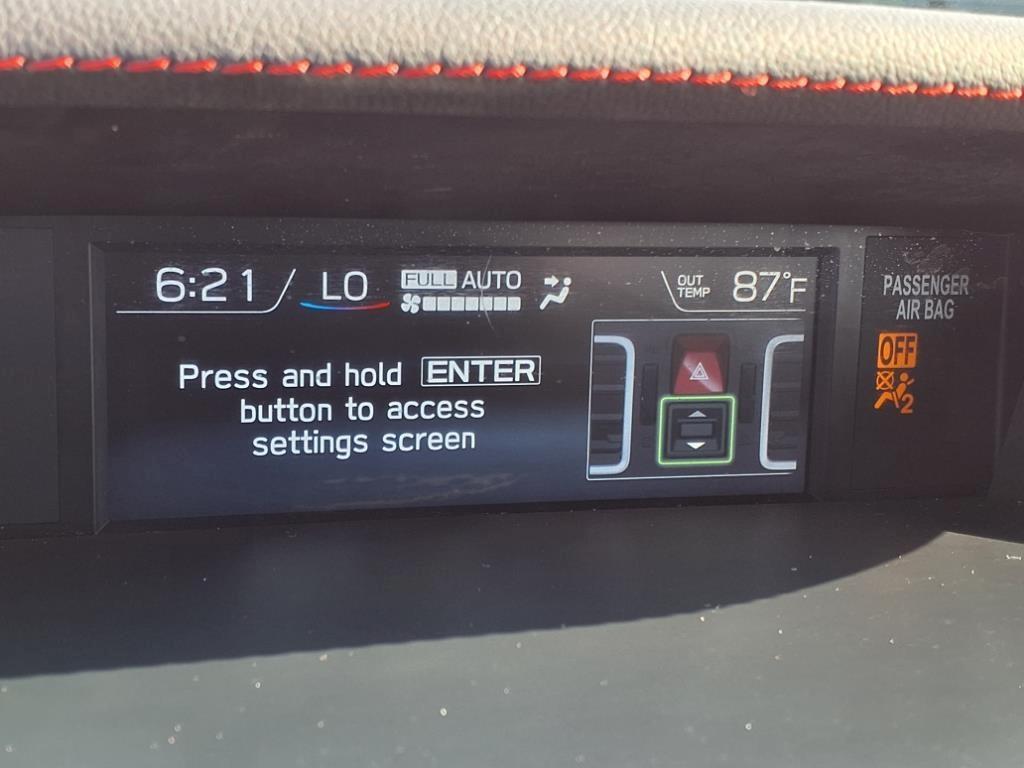 6:21 LO FULL AUTO OUT TEMP 87°F
Press and hold ENTER
button to access
settings screen
PASSENGER
AIR BAG
OFF
2